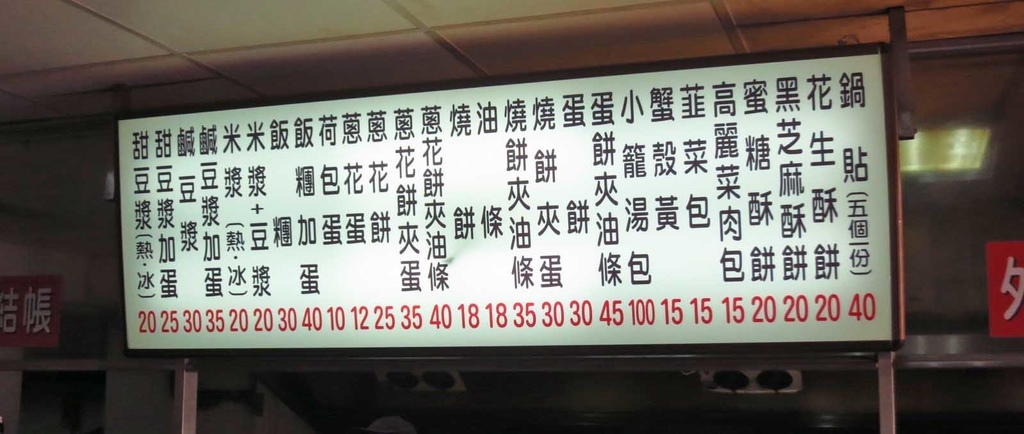 甜豆漿(熱·冰) 20
甜豆漿加蛋 25
鹹豆漿 30
鹹豆漿加蛋 35
米漿(熱·冰) 20
米漿+豆漿 20
飯糰 30
飯糰加蛋 40
荷包蛋 10
蔥花蛋 12
蔥花餅 25
蔥花餅夾蛋 35
蔥花餅夾油條 40
燒餅 18
油條 18
燒餅夾油條 35
燒餅夾蛋 30
蛋餅 30
蛋餅夾油條 45
小籠湯包 100
蟹殼黃 15
韭菜包 15
高麗菜肉包 15
蜜糖酥餅 20
黑芝麻酥餅 20
花生酥餅 20
鍋貼(五個一份) 40
結帳
外